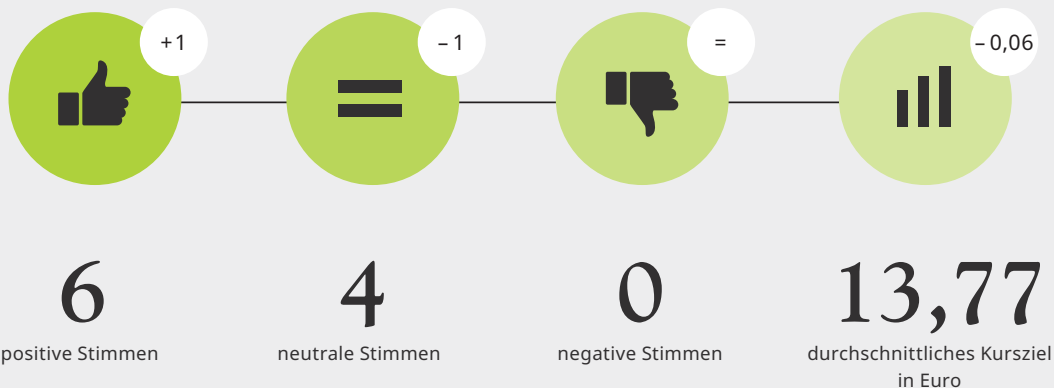 +1
– 1
=
– 0,06
6
4
0
13,77
positive Stimmen
neutrale Stimmen
negative Stimmen
durchschnittliches Kursziel
in Euro